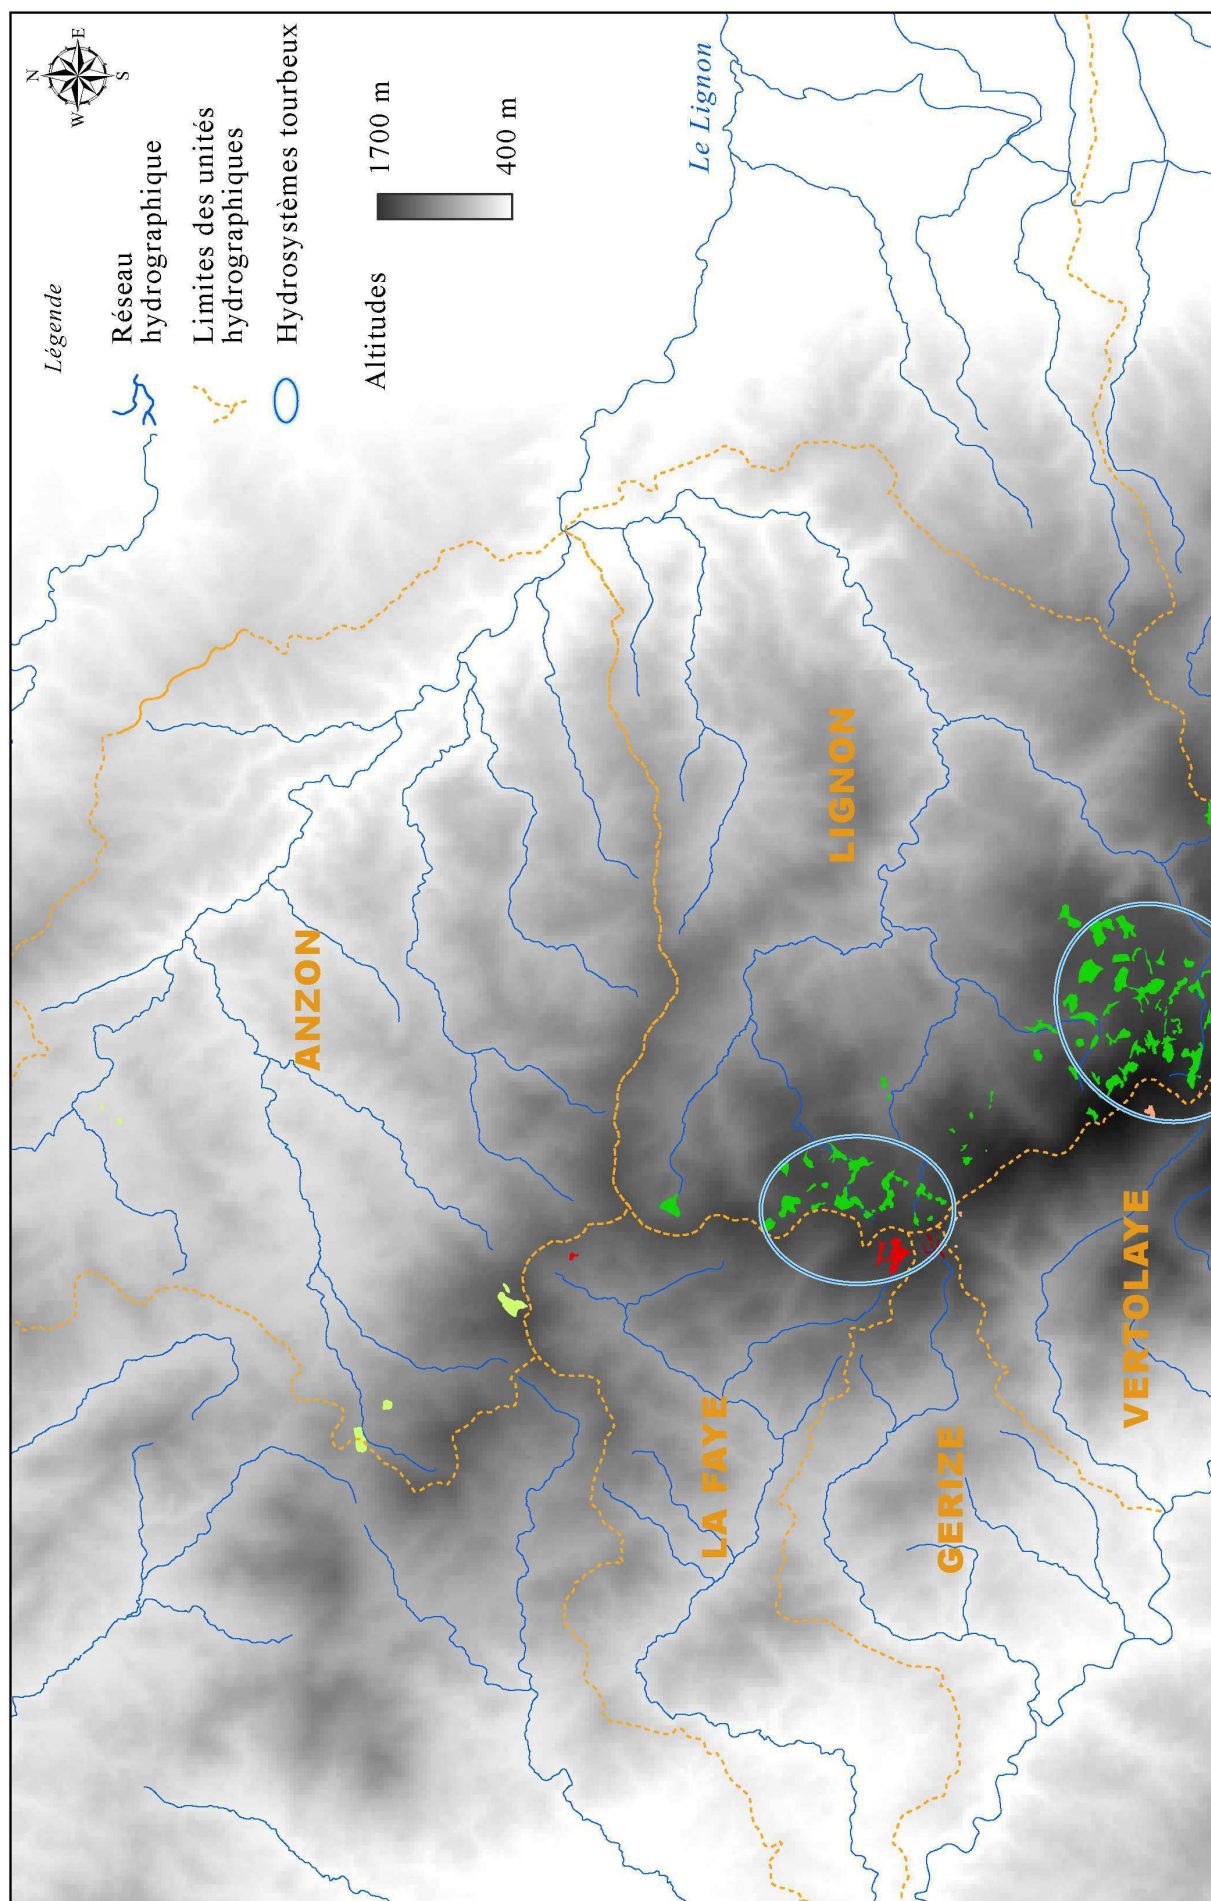 Légende
N
E
S
W
Réseau
hydrographique
Limites des unités
hydrographiques
Hydrosystèmes tourbeux
Altitudes
1700 m
400 m
Le Lignon
ANZON
LIGNON
LA FAYE
GERIZE
VERTOLAYE